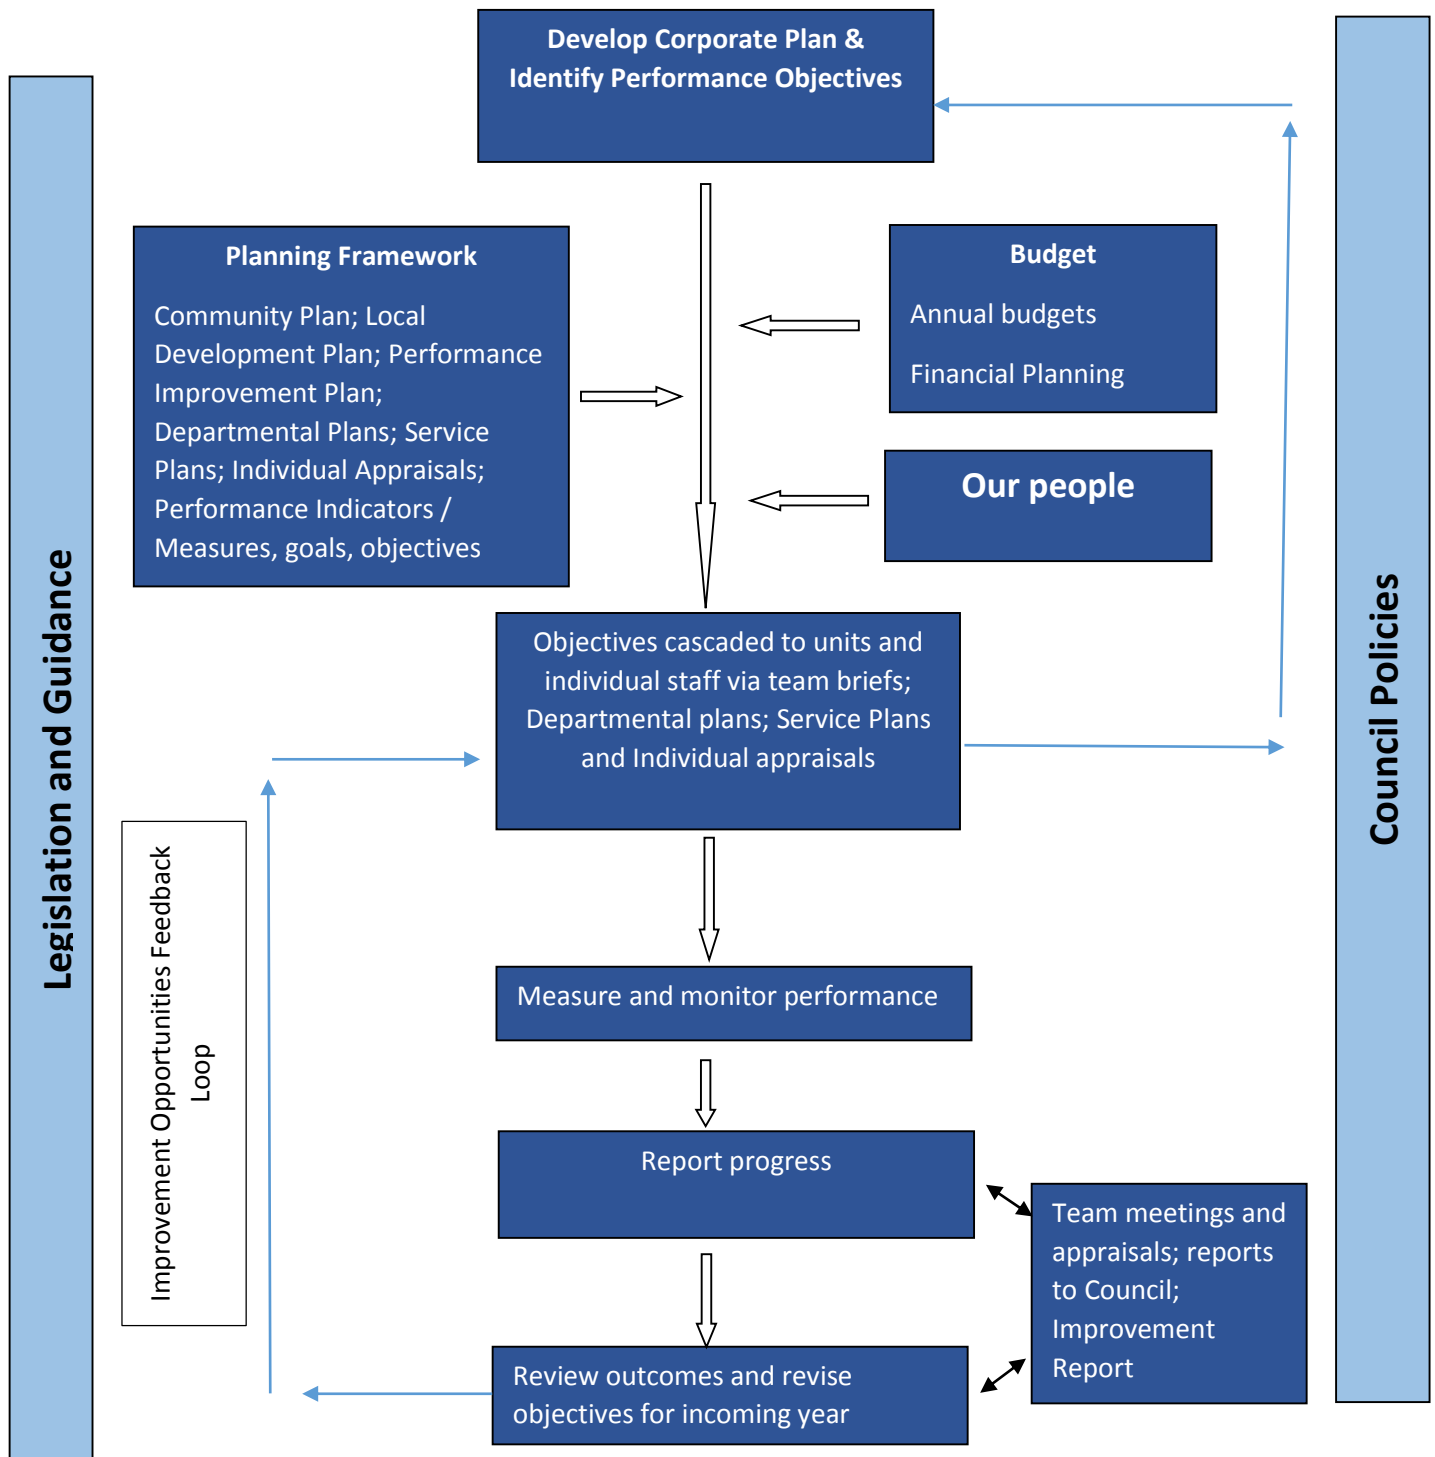 Develop Corporate Plan &
Identify Performance Objectives
Planning Framework
Community Plan; Local
Development Plan; Performance
Improvement Plan;
Departmental Plans; Service
Plans; Individual Appraisals;
Performance Indicators /
Measures, goals, objectives
Budget
Annual budgets
Financial Planning
Our people
Legislation and Guidance
Council Policies
Objectives cascaded to units and
individual staff via team briefs;
Departmental plans; Service Plans
and Individual appraisals
Improvement Opportunities Feedback
Loop
Measure and monitor performance
Report progress
Team meetings and
appraisals; reports
to Council;
Improvement
Report
Review outcomes and revise
objectives for incoming year